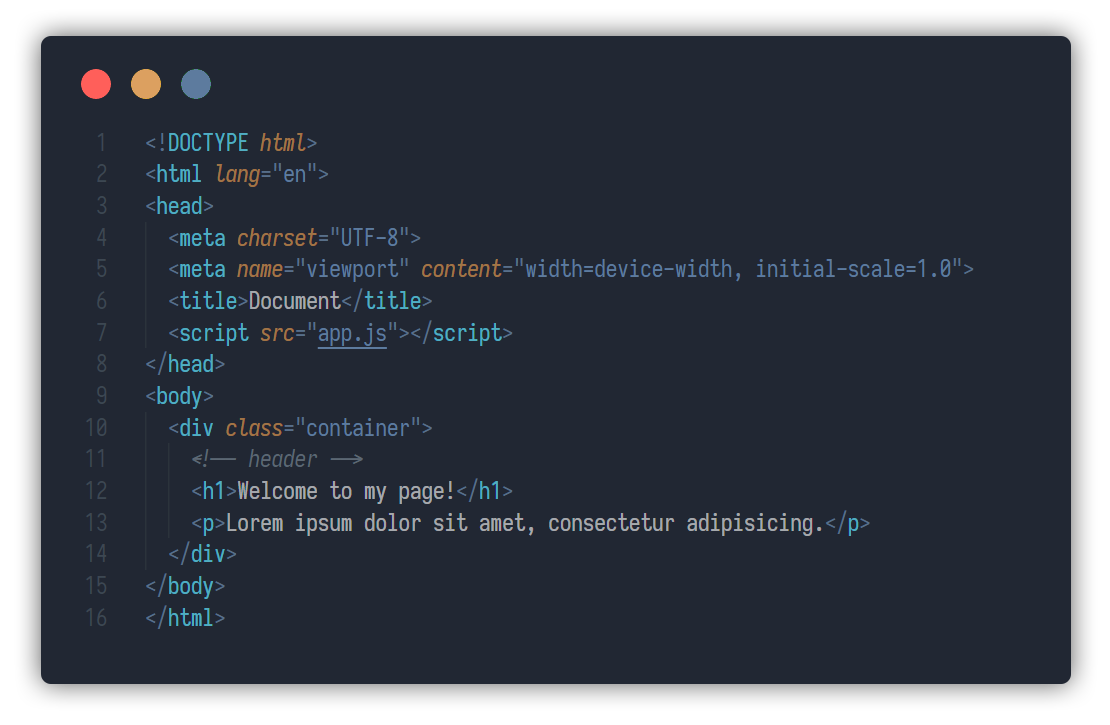 1 <!DOCTYPE html>
2 <html lang="en">
3 <head>
4   <meta charset="UTF-8">
5   <meta name="viewport" content="width=device-width, initial-scale=1.0">
6   <title>Document</title>
7   <script src="app.js"></script>
8 </head>
9 <body>
10   <div class="container">
11     <!-- header -->
12     <h1>Welcome to my page!</h1>
13     <p>Lorem ipsum dolor sit amet, consectetur adipisicing.</p>
14   </div>
15 </body>
16 </html>